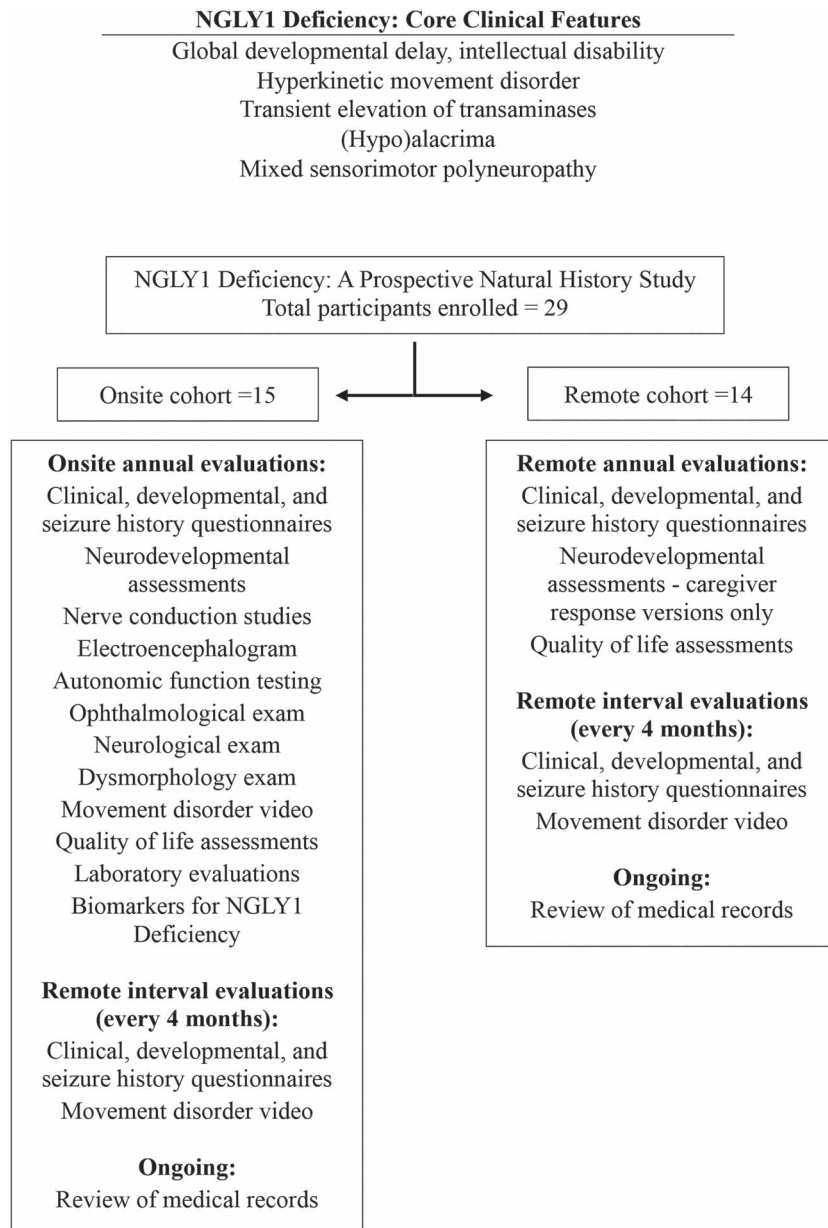 NGLY1 Deficiency: Core Clinical Features
Global developmental delay, intellectual disability
Hyperkinetic movement disorder
Transient elevation of transaminases
(Hypo)alacrima
Mixed sensorimotor polyneuropathy
NGLY1 Deficiency: A Prospective Natural History Study
Total participants enrolled = 29
Onsite cohort =15
Remote cohort =14
Onsite annual evaluations:
Clinical, developmental, and
seizure history questionnaires
Neurodevelopmental
assessments
Nerve conduction studies
Electroencephalogram
Autonomic function testing
Ophthalmological exam
Neurological exam
Dysmorphology exam
Movement disorder video
Quality of life assessments
Laboratory evaluations
Biomarkers for NGLY1
Deficiency
Remote interval evaluations
(every 4 months):
Clinical, developmental, and
seizure history questionnaires
Movement disorder video
Ongoing:
Review of medical records
Remote annual evaluations:
Clinical, developmental, and
seizure history questionnaires
Neurodevelopmental
assessments - caregiver
response versions only
Quality of life assessments
Remote interval evaluations
(every 4 months):
Clinical, developmental, and
seizure history questionnaires
Movement disorder video
Ongoing:
Review of medical records